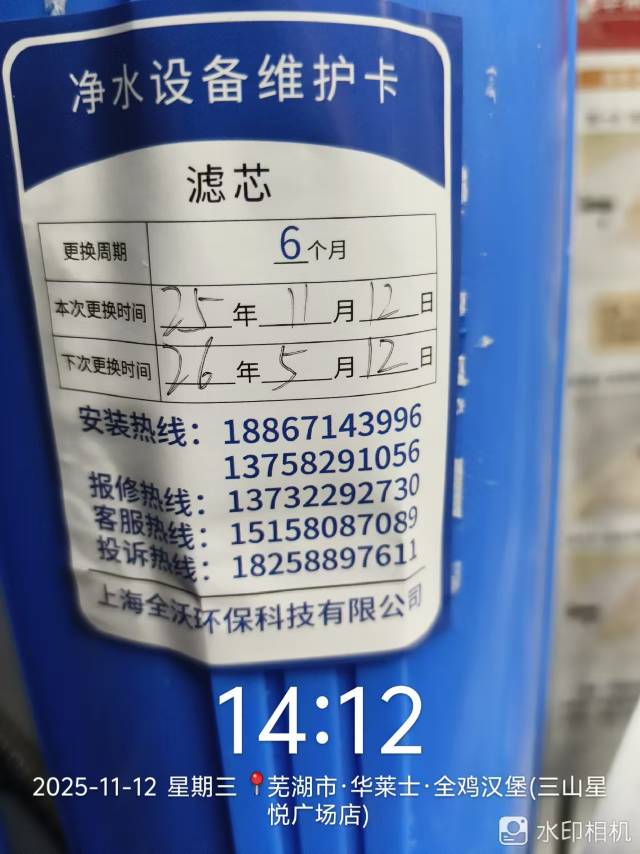 净水设备维护卡
滤芯
更换周期 6个月
本次更换时间 25年11月12日
下次更换时间 26年5月12日
安装热线：18867143996
13758291056
报修热线：13732292730
客服热线：15158087089
投诉热线：18258897611
上海全沃环保科技有限公司
14:12
2025-11-12 星期三 📍芜湖市·华莱士·全鸡汉堡(三山星
悦广场店)
水印相机